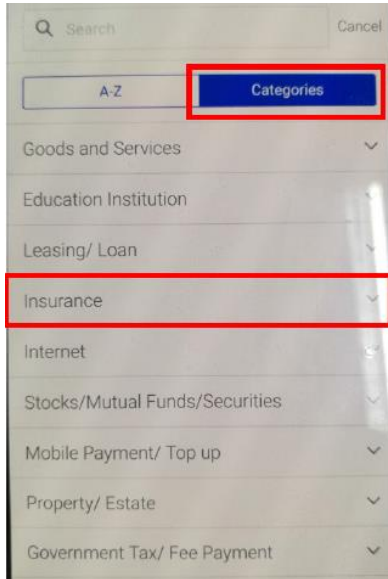 Search
Cancel
A-Z
Categories
Goods and Services
Education Institution
Leasing/ Loan
Insurance
Internet
Stocks/Mutual Funds/Securities
Mobile Payment/ Top up
Property/ Estate
Government Tax/ Fee Payment